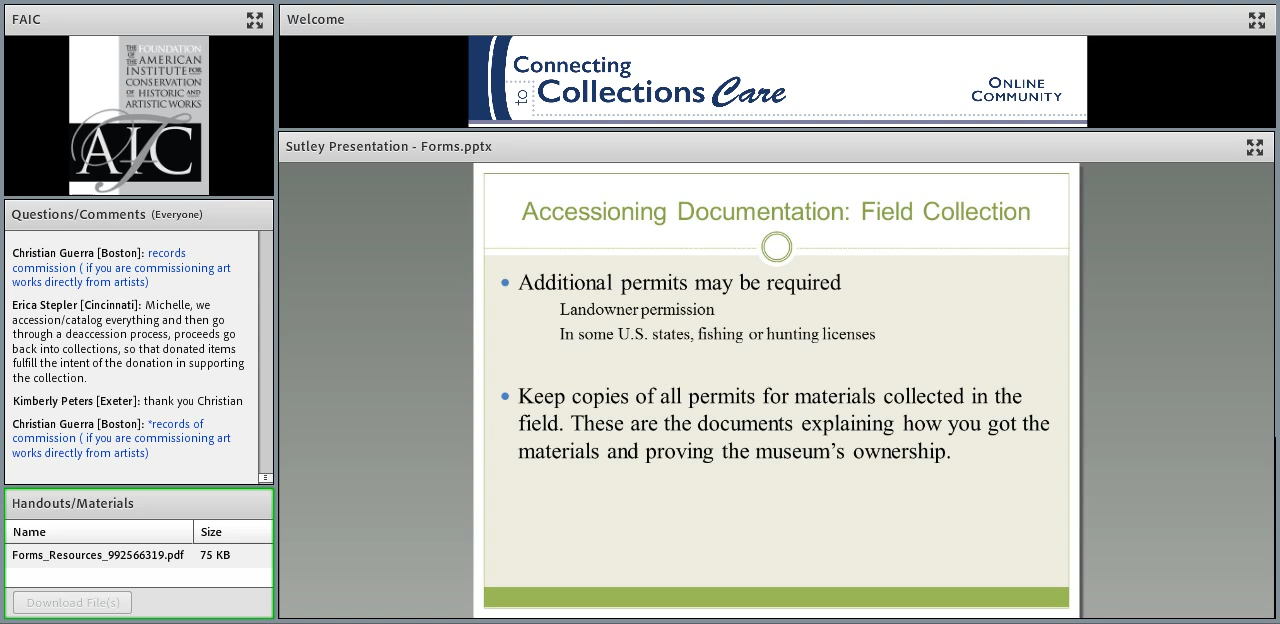 FAIC
THE FOUNDATION
OF THE AMERICAN
INSTITUTE FOR
CONSERVATION
OF HISTORIC AND
ARTISTIC WORKS
FAIC
Questions/Comments (Everyone)
Christian Guerra [Boston]: records
commission ( if you are commissioning art
works directly from artists)
Erica Stepler [Cincinnati]: Michelle, we
accession/catalog everything and then go
through a deaccession process, proceeds go
back into collections, so that donated items
fulfill the intent of the donation in supporting
the collection.
Kimberly Peters [Exeter]: thank you Christian
Christian Guerra [Boston]: *records of
commission ( if you are commissioning art
works directly from artists)
Handouts/Materials
Name Size
Forms_Resources_992566319.pdf 75 KB
Download File(s)
Welcome
Connecting
to Collections Care
ONLINE
COMMUNITY
Sutley Presentation - Forms.pptx
Accessioning Documentation: Field Collection
• Additional permits may be required
Landowner permission
In some U.S. states, fishing or hunting licenses
• Keep copies of all permits for materials collected in the
field. These are the documents explaining how you got the
materials and proving the museum's ownership.